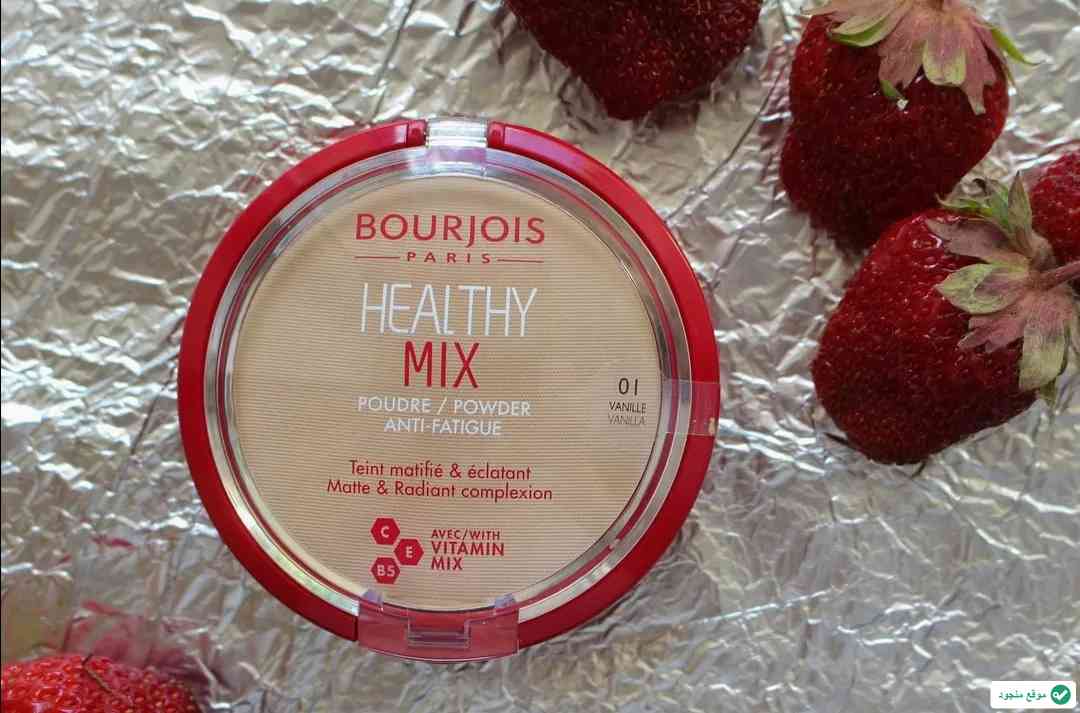 BOURJOIS
PARIS
HEALTHY
MIX
POUDRE / POWDER
ANTI-FATIGUE
01
VANILLE
VANILLA
Teint matifié & éclatant
Matte & Radiant complexion
C
E
B5
AVEC/WITH
VITAMIN
MIX
موقع منجود